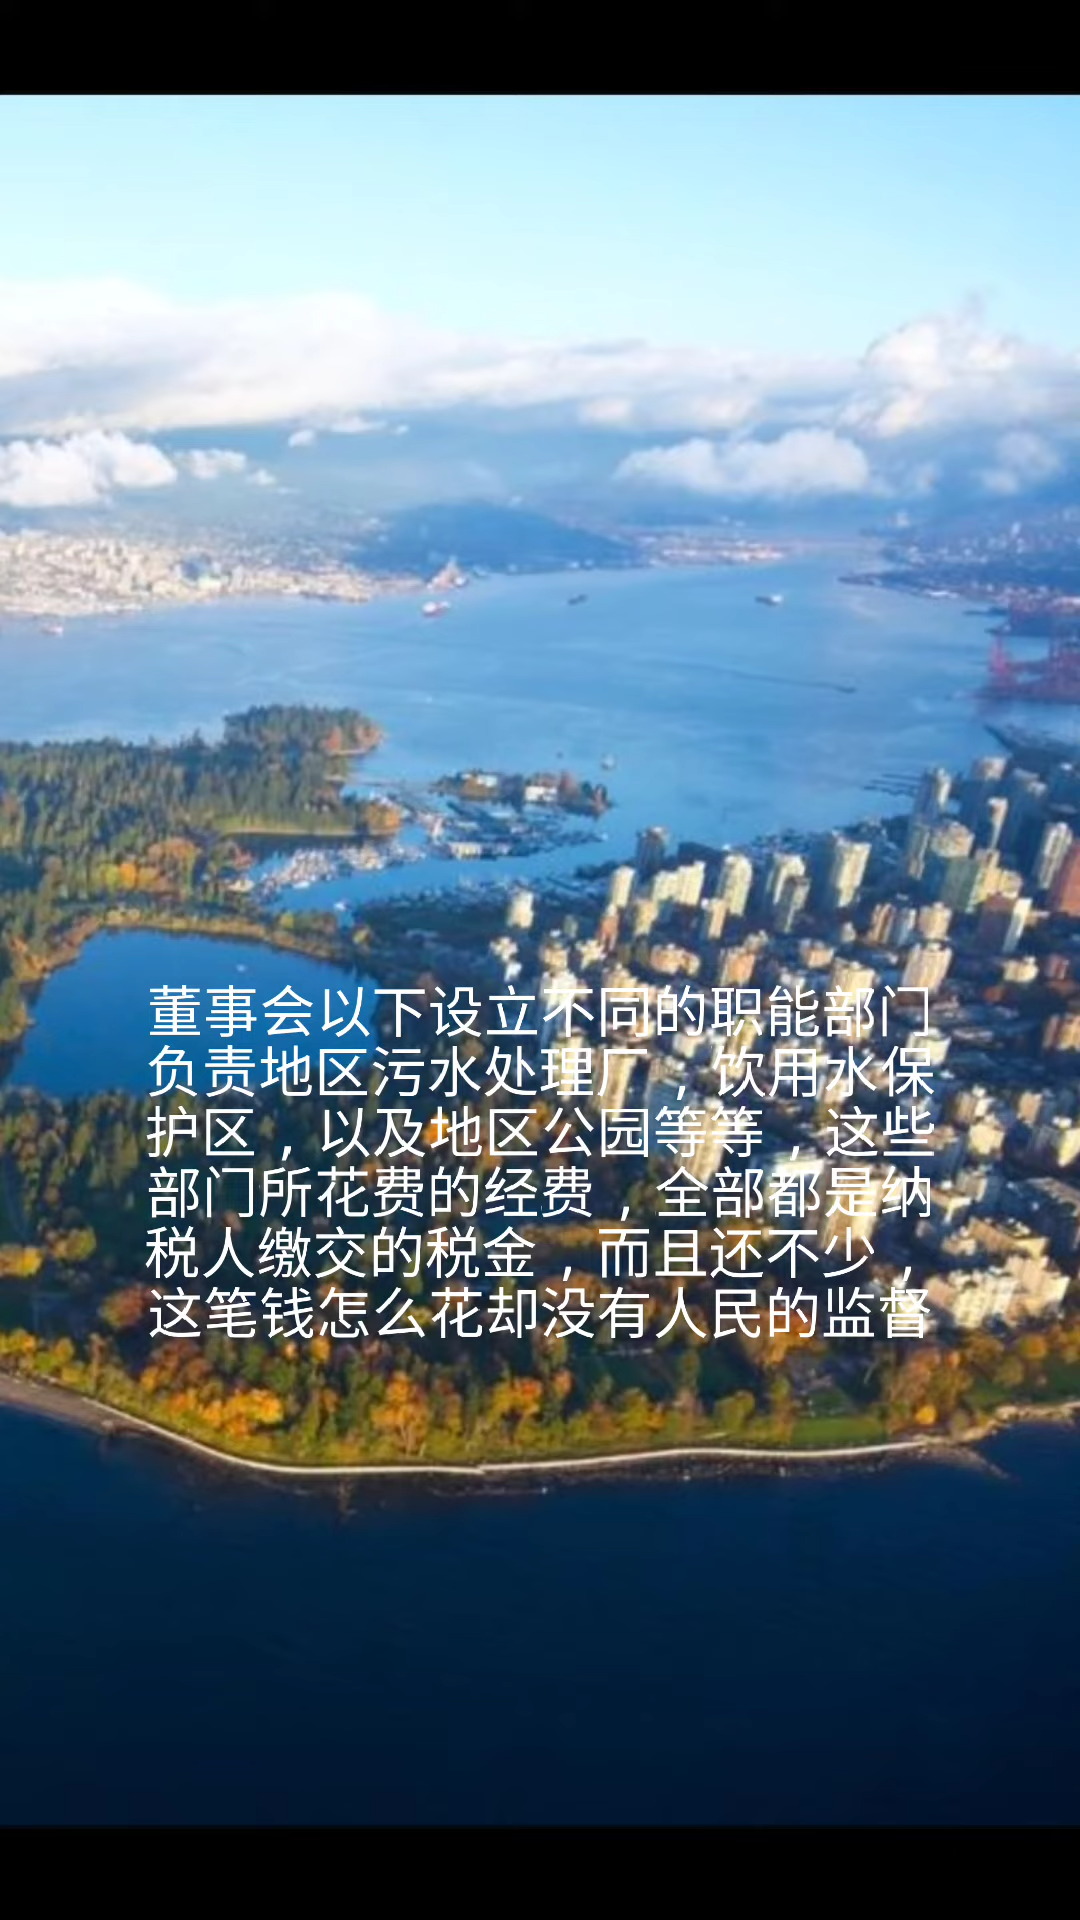 董事会以下设立不同的职能部门
负责地区污水处理厂，饮用水保
护区，以及地区公园等等，这些
部门所花费的经费，全部都是纳
税人缴交的税金，而且还不少，
这笔钱怎么花却没有人民的监督